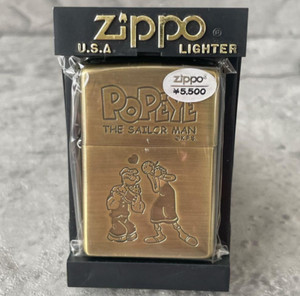 zippo
U.S.A. LIGHTER
zippo
¥5,500
POPEYE
THE SAILOR MAN